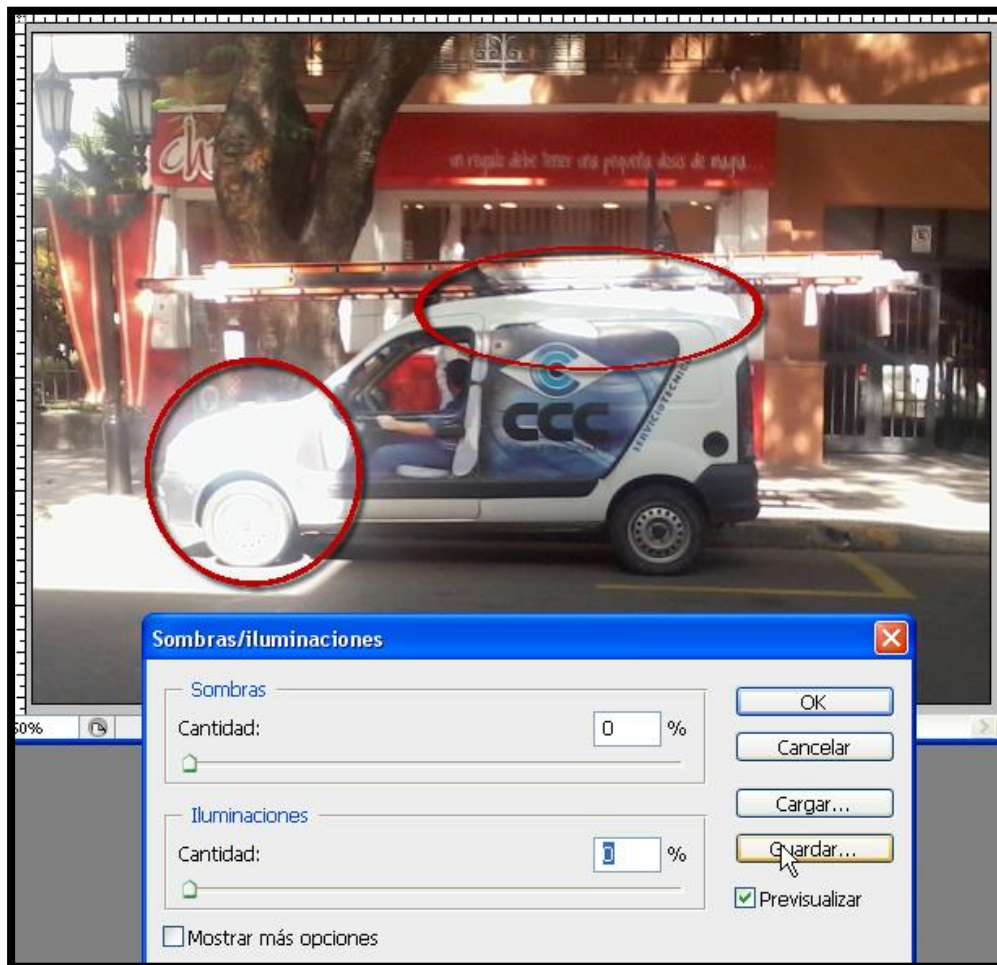 un regalo debe tener una pequeña dosis de magia...
CCC
SERVICIO TECNICO
Sombras/iluminaciones
Sombras
Cantidad:
0
%
OK
Cancelar
Iluminaciones
Cantidad:
0
%
Cargar...
Guardar...
Previsualizar
Mostrar más opciones